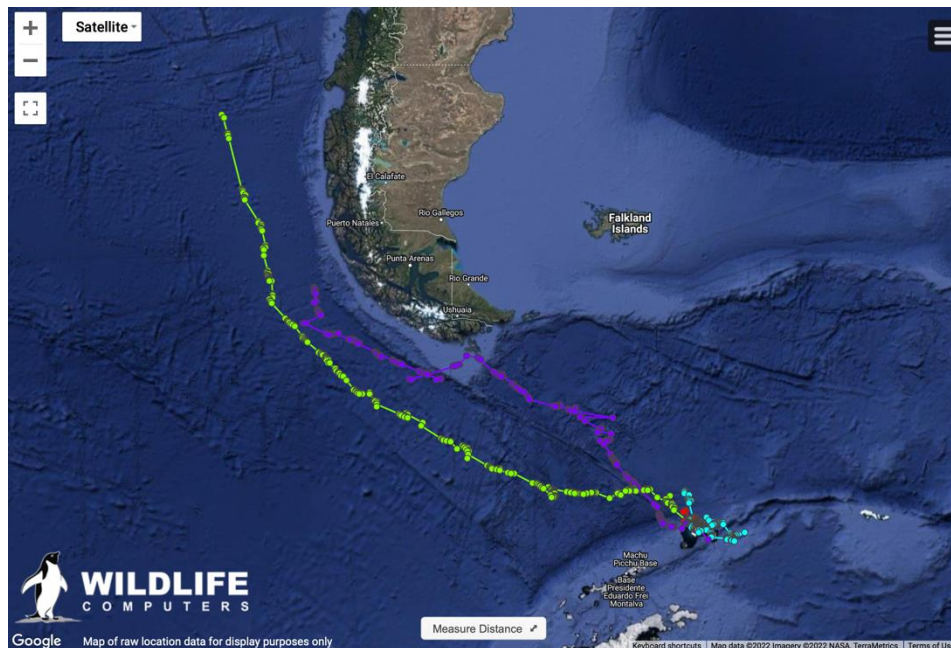 +
Satellite
−
El Calafate
Rio Gallegos
Puerto Natales
Falkland
Islands
Punta Arenas
Rio Grande
Ushuaia
Machu
Picchu Base
Base
Presidente
Eduardo Frei
Montalva
WILDLIFE
COMPUTERS
Measure Distance
Google
Map of raw location data for display purposes only
Keyboard shortcuts
Map data ©2022 Imagery ©2022 NASA, TerraMetrics
Terms of Us